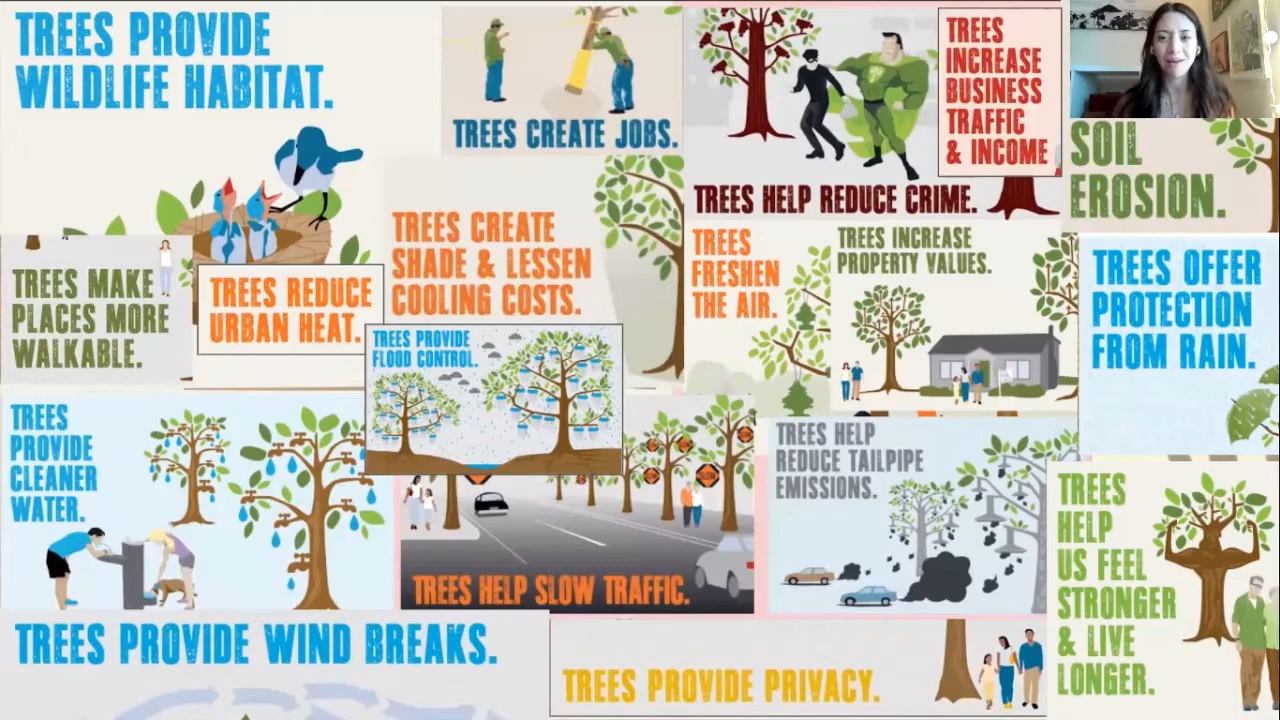 TREES PROVIDE
WILDLIFE HABITAT.
TREES CREATE JOBS.
TREES HELP REDUCE CRIME.
TREES
INCREASE
BUSINESS
TRAFFIC
& INCOME
SOIL
EROSION.
TREES MAKE
PLACES MORE
WALKABLE.
TREES REDUCE
URBAN HEAT.
TREES CREATE
SHADE & LESSEN
COOLING COSTS.
TREES
FRESHEN
THE AIR.
TREES INCREASE
PROPERTY VALUES.
TREES OFFER
PROTECTION
FROM RAIN.
TREES PROVIDE
FLOOD CONTROL.
TREES
PROVIDE
CLEANER
WATER.
SLOW
TREES HELP SLOW TRAFFIC.
TREES HELP
REDUCE TAILPIPE
EMISSIONS.
TREES
HELP
US FEEL
STRONGER
& LIVE
LONGER.
TREES PROVIDE WIND BREAKS.
TREES PROVIDE PRIVACY.